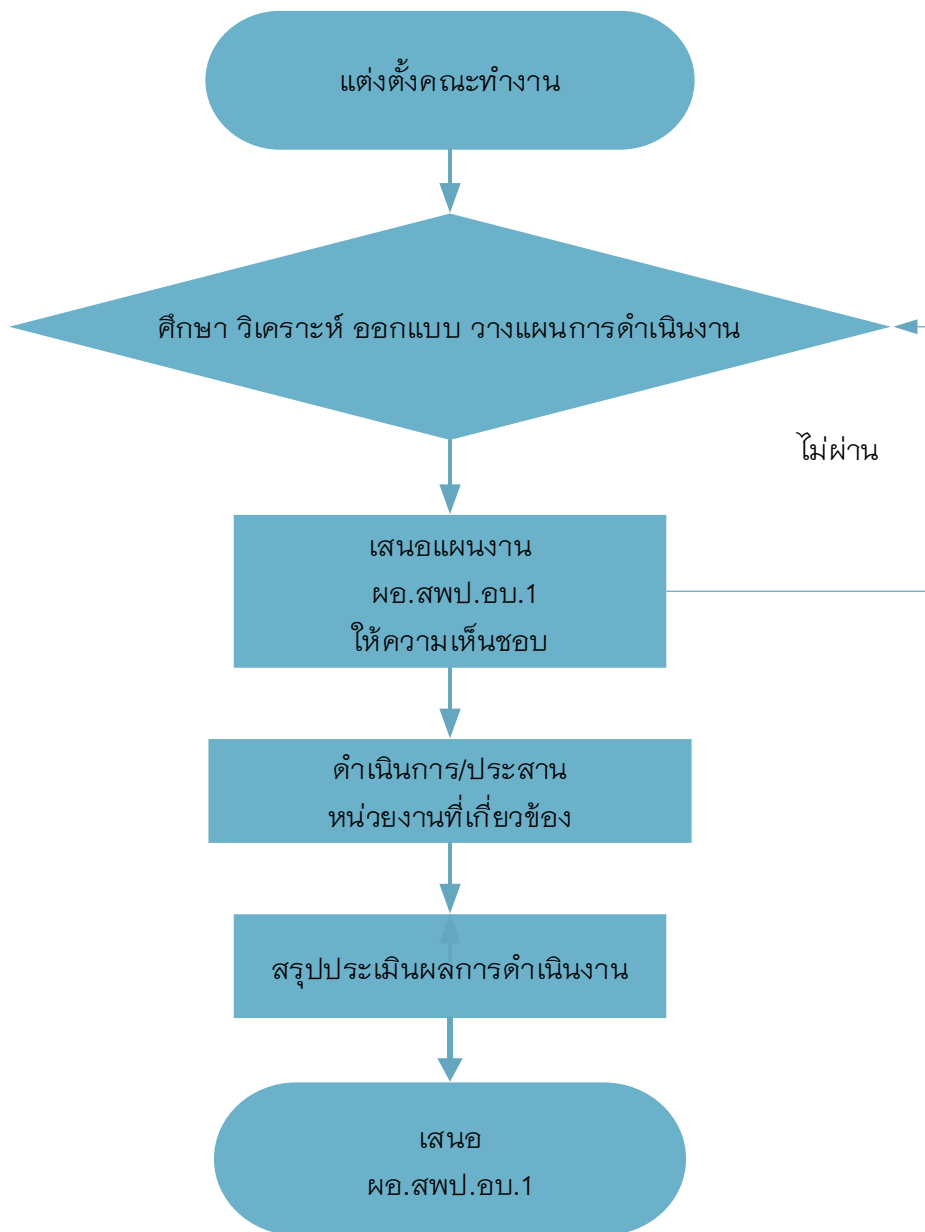 แต่งตั้งคณะทำงาน
ศึกษา วิเคราะห์ ออกแบบ วางแผนการดำเนินงาน
ไม่ผ่าน
เสนอแผนงาน
ผอ.สพป.อบ.1
ให้ความเห็นชอบ
ดำเนินการ/ประสาน
หน่วยงานที่เกี่ยวข้อง
สรุปประเมินผลการดำเนินงาน
เสนอ
ผอ.สพป.อบ.1